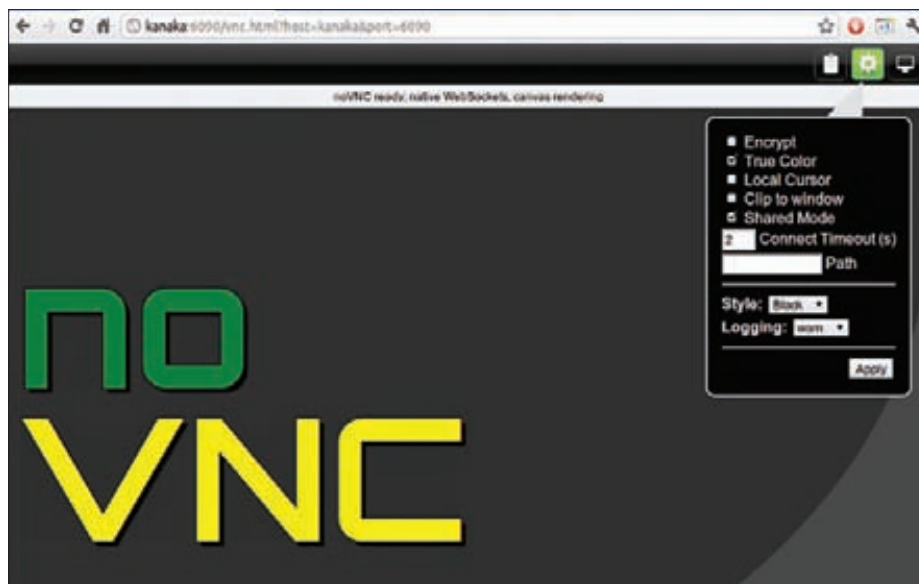 kanaka:6090/vnc.html?host=kanaka&port=6090
noVNC ready: native WebSockets, canvas rendering
Encrypt
True Color
Local Cursor
Clip to window
Shared Mode
2 Connect Timeout (s)
Path
Style: Black
Logging: warn
Apply
no
VNC